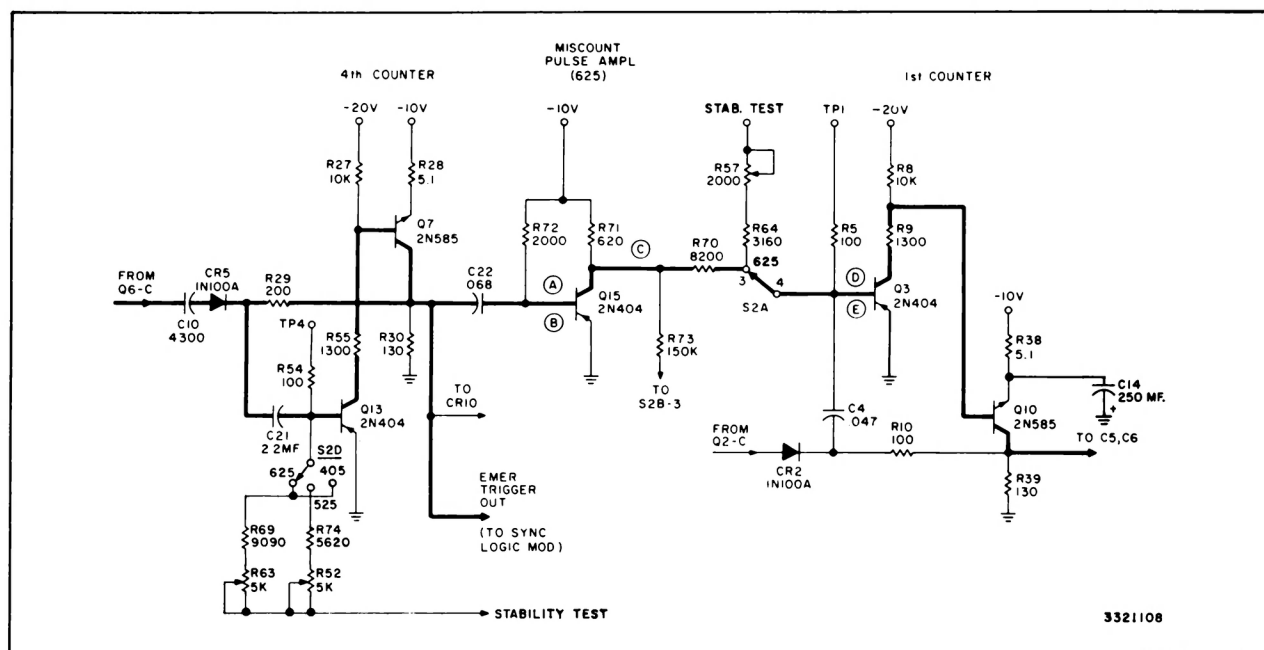 MISCOUNT
PULSE AMPL
(625)
4th COUNTER
1st COUNTER
-20V
-10V
-10V
STAB. TEST
TP1
-20V
R27
10K
R28
5.1
R57
2000
R8
10K
Q7
2N585
R72
2000
R71
620
C
R64
3160
R5
100
R9
1300
R70
8200
625
FROM
Q6-C
CR5
1N100A
R29
200
C22
.068
A
Q15
2N404
3
4
D
Q3
2N404
C10
4300
TP4
B
S2A
E
R55
1300
R30
130
R73
150K
-10V
R54
100
R38
5.1
TO
S2B-3
C14
250 MF.
+
Q13
2N404
TO
CR10
C4
.047
Q10
2N585
C21
2.2MF
S2D
FROM
Q2-C
R10
100
TO C5,C6
625
405
CR2
1N100A
525
EMER
TRIGGER
OUT
R39
130
(TO SYNC
LOGIC MOD)
R69
9090
R74
5620
R63
5K
R52
5K
STABILITY TEST
3321108